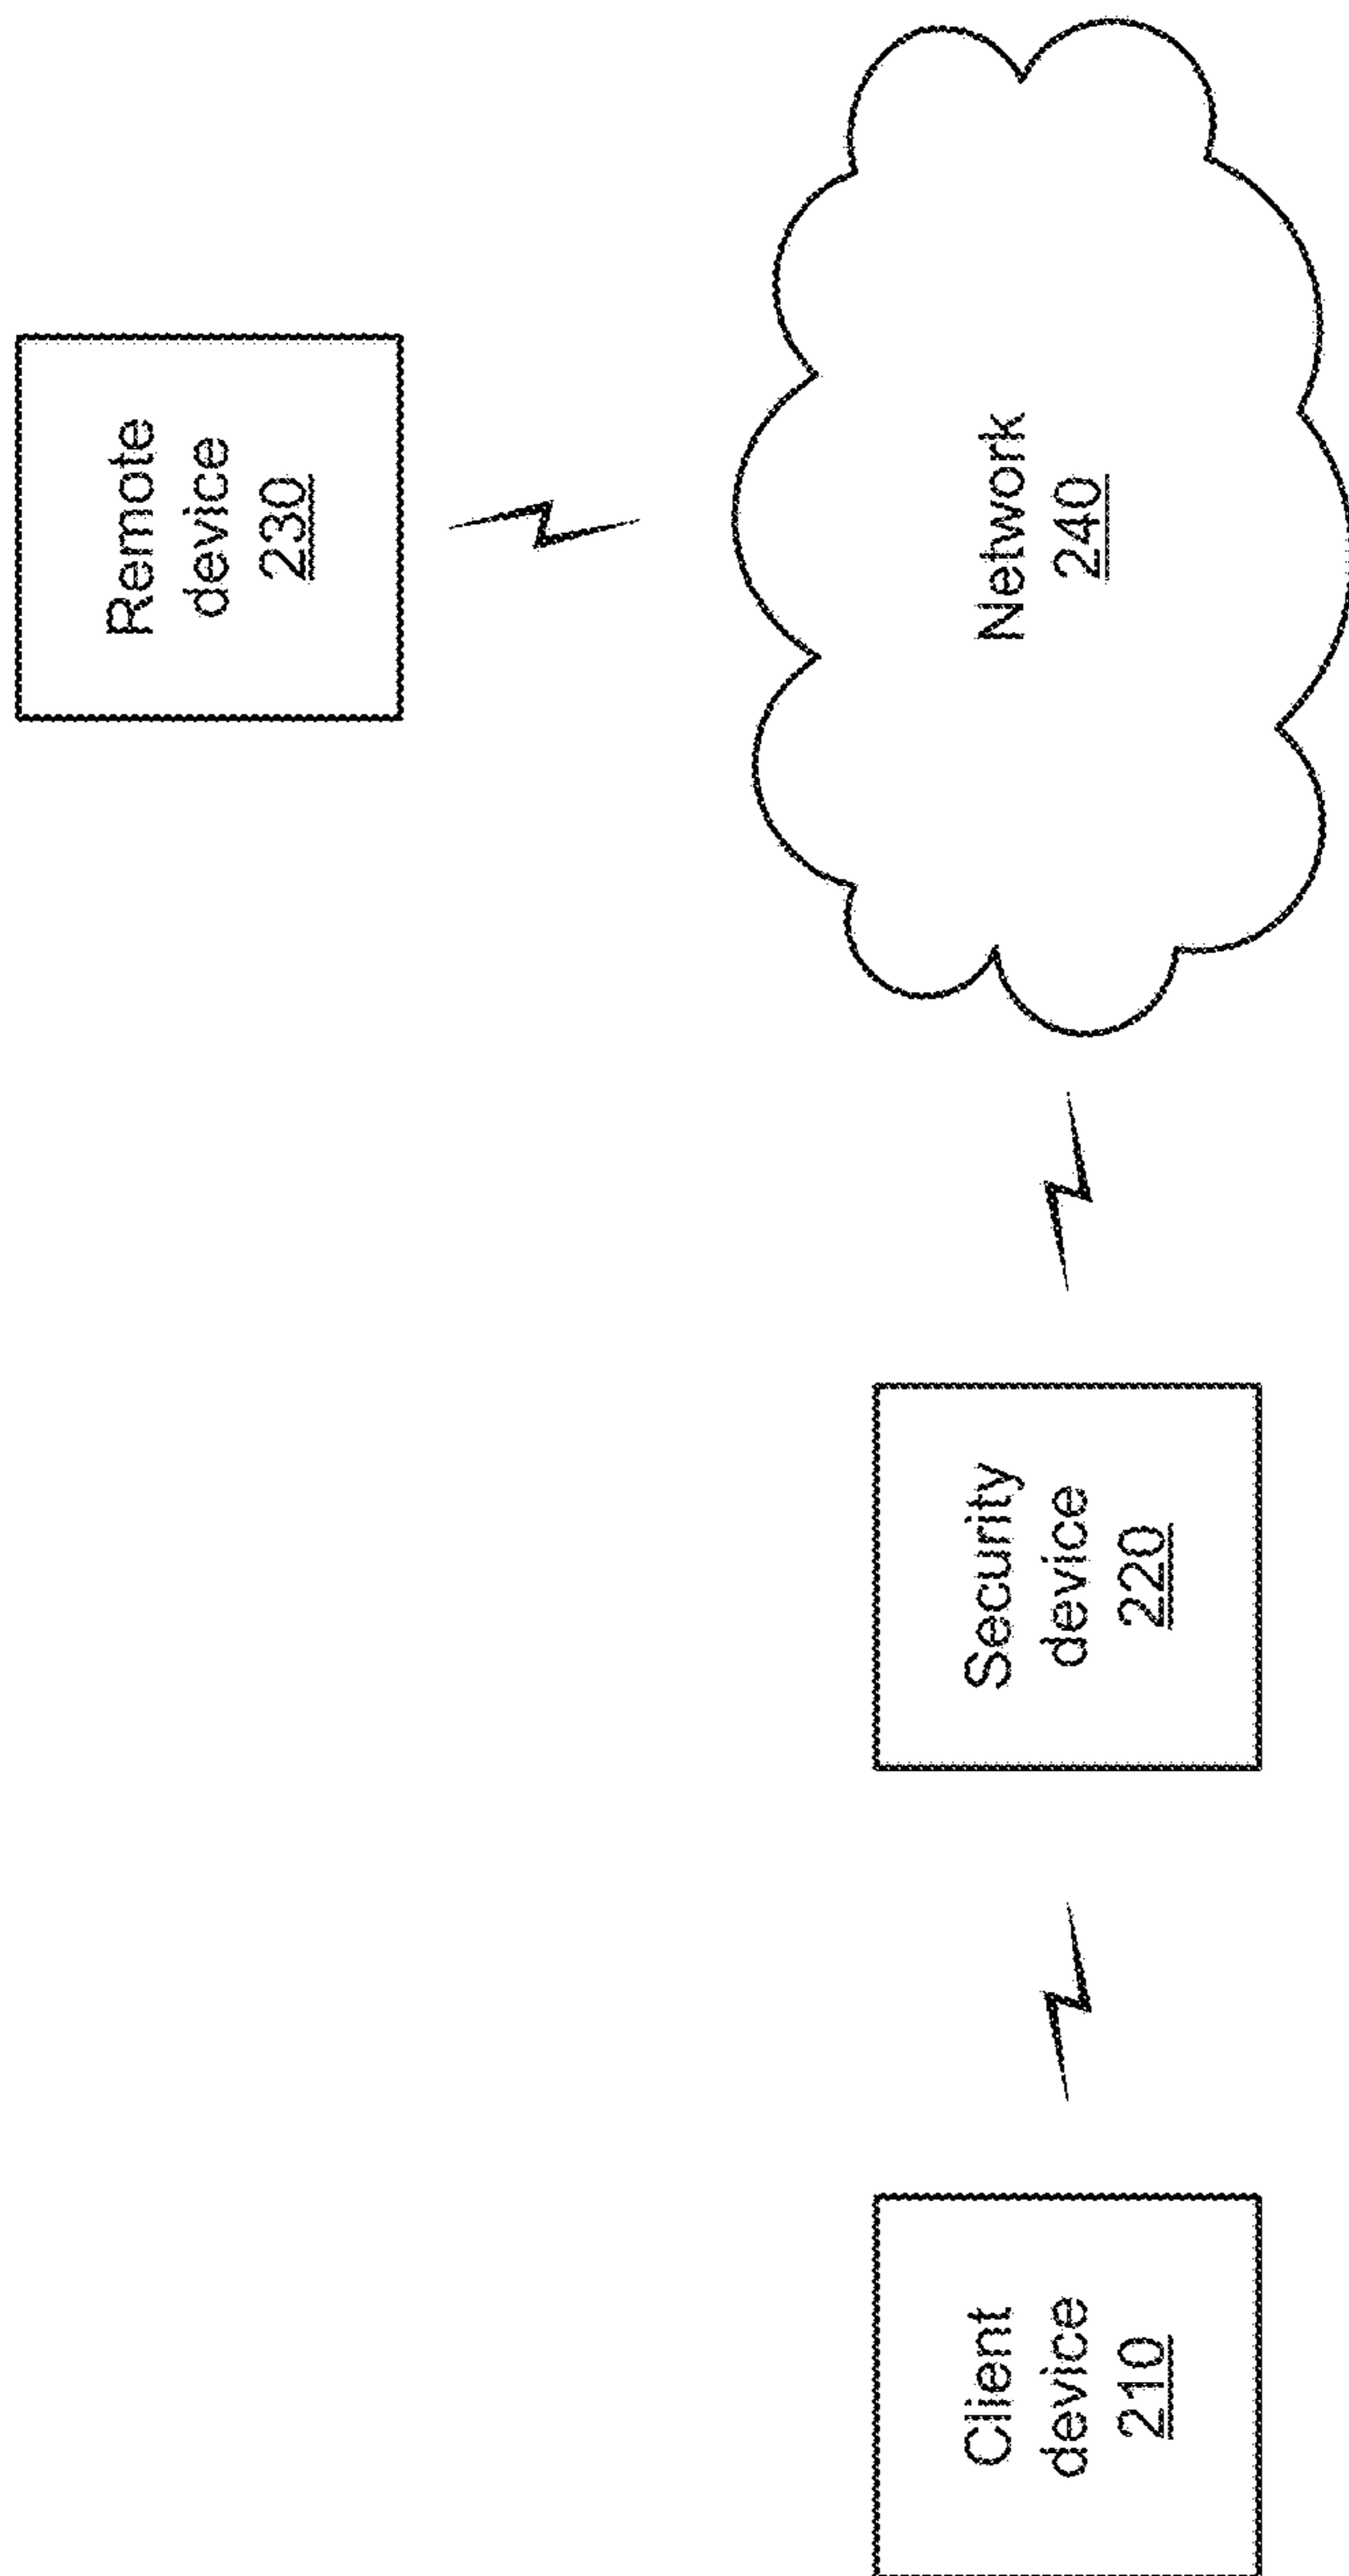 Remote
device
230
Network
240
Client
device
210
Security
device
220